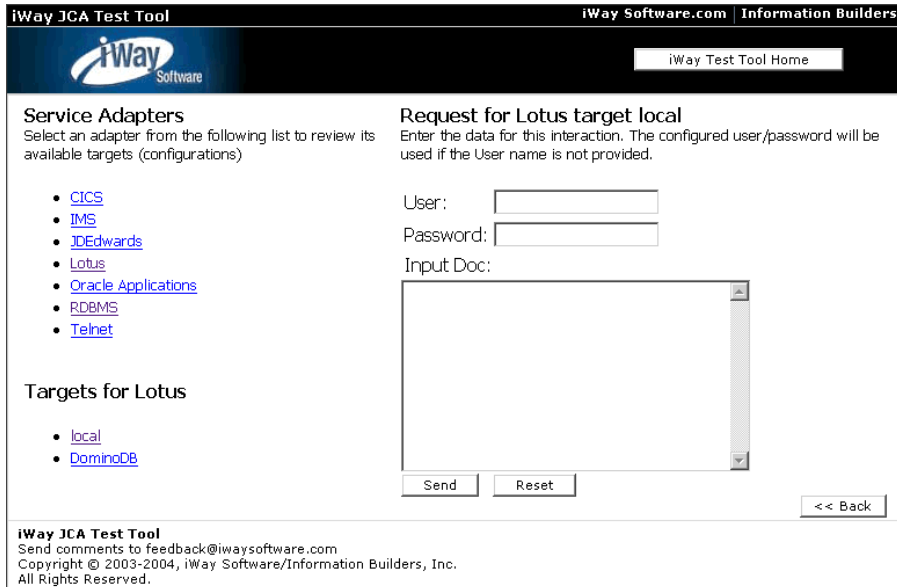 iWay JCA Test Tool
iWay Software.com | Information Builders
iWay Software
iWay Test Tool Home
Service Adapters
Select an adapter from the following list to review its
available targets (configurations)
• CICS
• IMS
• JDEdwards
• Lotus
• Oracle Applications
• RDBMS
• Telnet
Targets for Lotus
• local
• DominoDB
Request for Lotus target local
Enter the data for this interaction. The configured user/password will be
used if the User name is not provided.
User:
Password:
Input Doc:
Send
Reset
<< Back
iWay JCA Test Tool
Send comments to feedback@iwaysoftware.com
Copyright © 2003-2004, iWay Software/Information Builders, Inc.
All Rights Reserved.